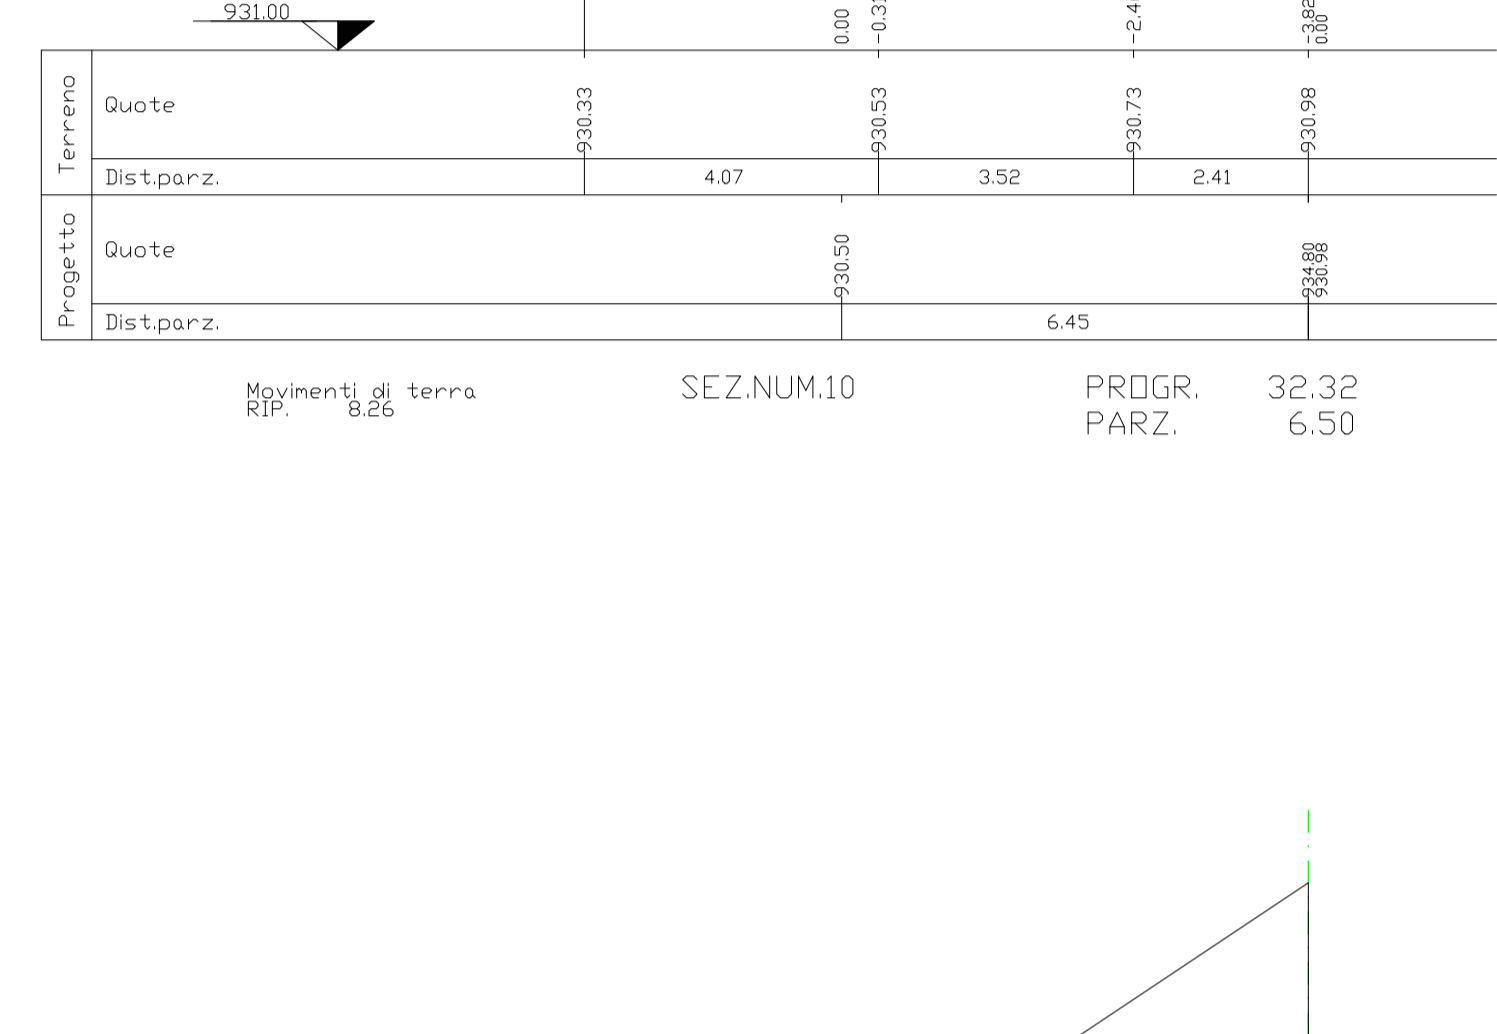 931.00
0.00
-3.82
0.00
Terreno
Quote
930.33
930.53
930.73
930.98
Dist.parz.
4.07
3.52
2.41
Progetto
Quote
930.50
934.80
930.98
Dist.parz.
6.45
Movimenti di terra
RIP. 8.26
SEZ.NUM.10
PROGR. 32.32
PARZ. 6.50